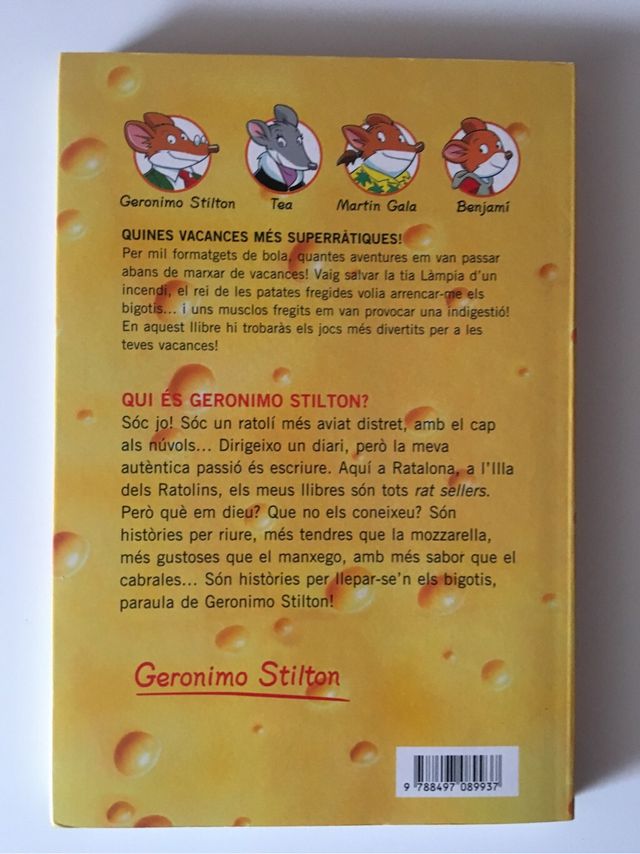 Geronimo Stilton
Tea
Martin Gala
Benjamí
QUINES VACANCES MÉS SUPERRÀTIQUES!
Per mil formatgets de bola, quantes aventures em van passar
abans de marxar de vacances! Vaig salvar la tia Làmpia d'un
incendi, el rei de les patates fregides volia arrencar-me els
bigotis... i uns musclos fregits em van provocar una indigestió!
En aquest llibre hi trobaràs els jocs més divertits per a les
teves vacances!
QUI ÉS GERONIMO STILTON?
Sóc jo! Sóc un ratolí més aviat distret, amb el cap
als núvols... Dirigeixo un diari, però la meva
autèntica passió és escriure. Aquí a Ratalona, a l'Illa
dels Ratolins, els meus llibres són tots rat sellers.
Però què em dieu? Que no els coneixeu? Són
històries per riure, més tendres que la mozzarella,
més gustoses que el manxego, amb més sabor que el
cabrales... Són històries per llepar-se'n els bigotis,
paraula de Geronimo Stilton!
Geronimo Stilton
9 788497 089937